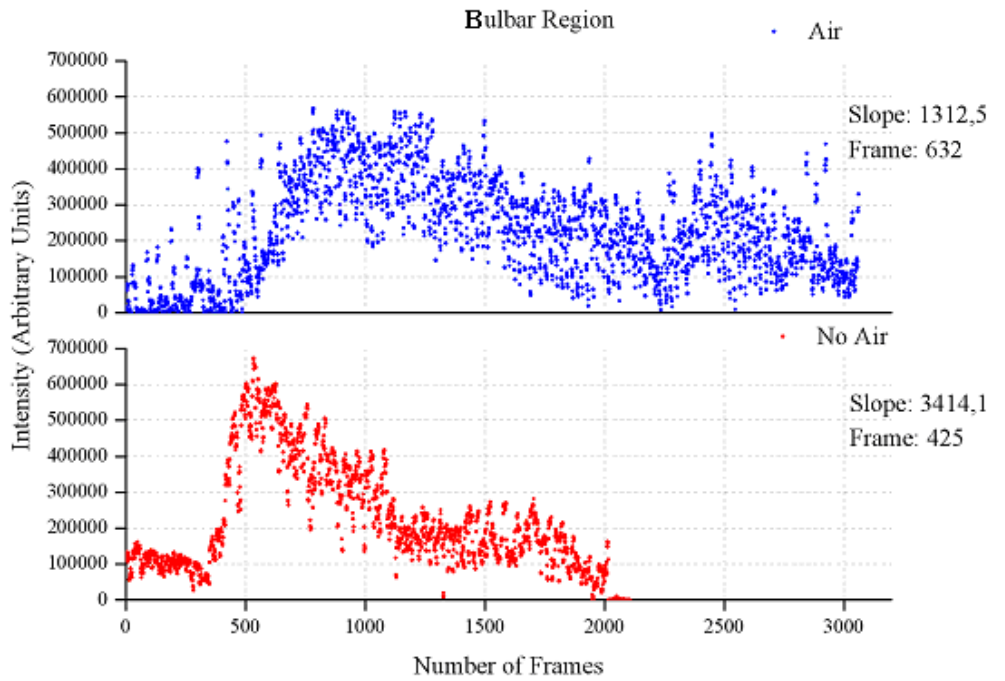 Bulbar Region
Air
700000
600000
500000
400000
300000
200000
100000
0
Slope: 1312,5
Frame: 632
Intensity (Arbitrary Units)
No Air
700000
600000
500000
400000
300000
200000
100000
0
Slope: 3414,1
Frame: 425
0 500 1000 1500 2000 2500 3000
Number of Frames